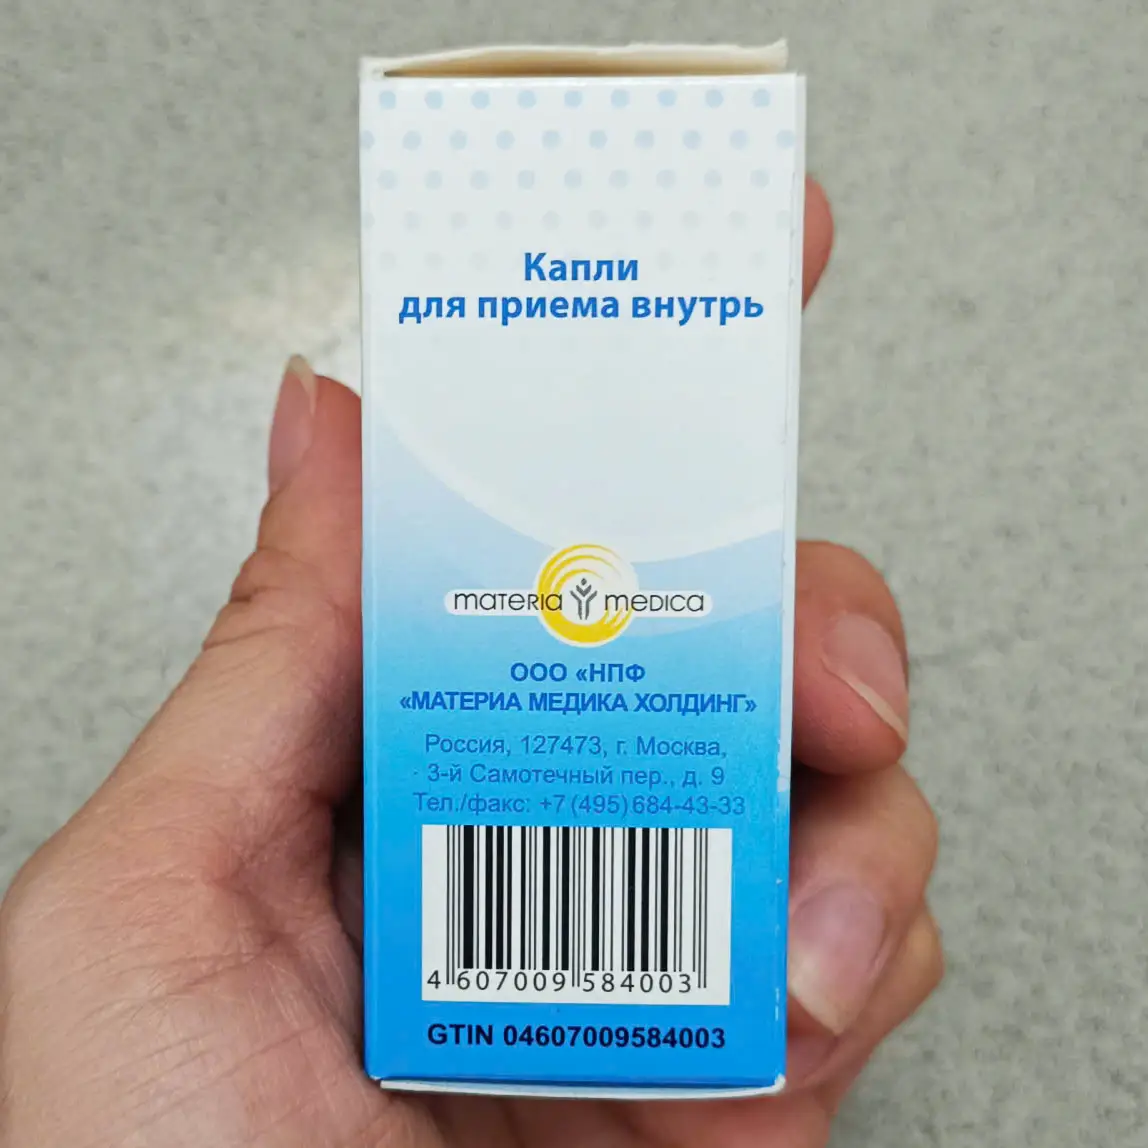 Капли
для приема внутрь
materia medica
ООО «НПФ
«МАТЕРИА МЕДИКА ХОЛДИНГ»
Россия, 127473, г. Москва,
3-й Самотечный пер., д. 9
Тел./факс: +7 (495) 684-43-33
4 607009 584003
GTIN 04607009584003